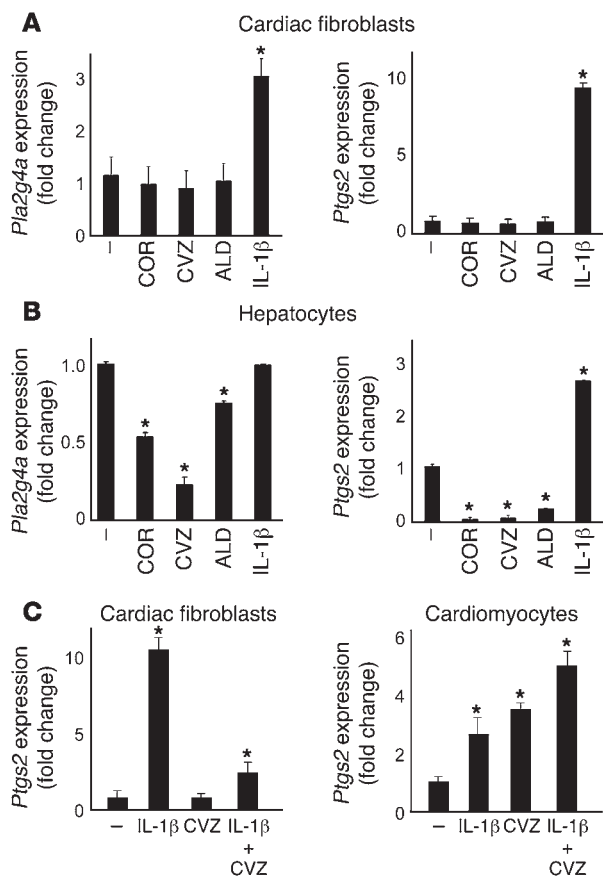 A
Cardiac fibroblasts
Pla2g4a expression
(fold change)
3
2
1
0
*
–
COR
CVZ
ALD
IL-1β
Ptgs2 expression
(fold change)
10
5
0
*
–
COR
CVZ
ALD
IL-1β
B
Hepatocytes
Pla2g4a expression
(fold change)
1.0
0.5
0
*
*
*
–
COR
CVZ
ALD
IL-1β
Ptgs2 expression
(fold change)
3
2
1
0
*
*
*
*
–
COR
CVZ
ALD
IL-1β
C
Cardiac fibroblasts
Ptgs2 expression
(fold change)
10
5
0
*
*
– IL-1β CVZ IL-1β
+
CVZ
Cardiomyocytes
Ptgs2 expression
(fold change)
6
4
2
0
*
*
*
– IL-1β CVZ IL-1β
+
CVZ